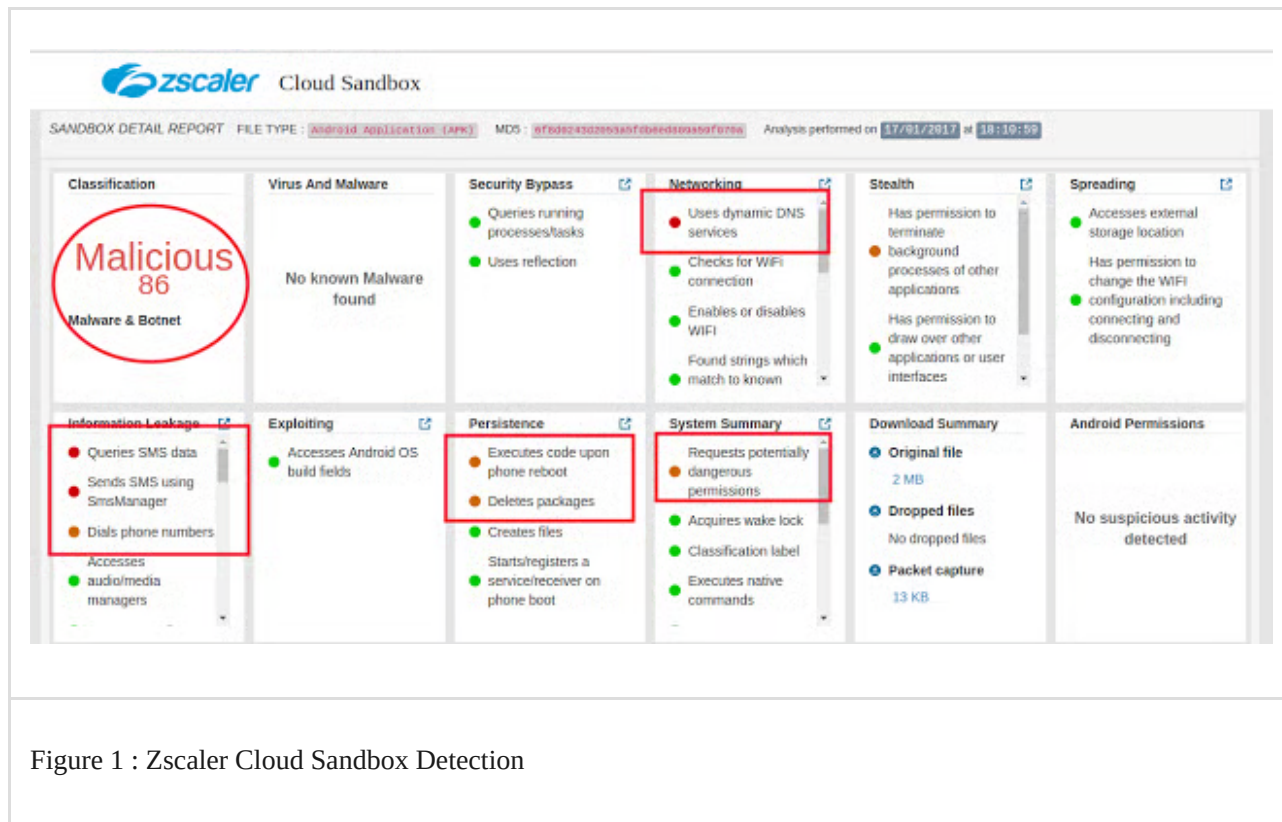 zscaler Cloud Sandbox
SANDBOX DETAIL REPORT FILE TYPE : Android Application (APK) MD5 : Analysis performed on 17/01/2017 at 18:10:59
Classification
Malicious
86
Malware & Botnet
Virus And Malware
No known Malware
found
Security Bypass
Queries running
processes/tasks
Uses reflection
Networking
Uses dynamic DNS
services
Checks for WIFI
connection
Enables or disables
WIFI
Found strings which
match to known
Stealth
Has permission to
terminate
background
processes of other
applications
Has permission to
draw over other
applications or user
interfaces
Spreading
Accesses external
storage location
Has permission to
change the WIFI
configuration including
connecting and
disconnecting
Information Leakage
Queries SMS data
Sends SMS using
SmsManager
Dials phone numbers
Accesses
audio/media
managers
Exploiting
Accesses Android OS
build fields
Persistence
Executes code upon
phone reboot
Deletes packages
Creates files
Starts/registers a
service/receiver on
phone boot
System Summary
Requests potentially
dangerous
permissions
Acquires wake lock
Classification label
Executes native
commands
Download Summary
Original file
2 MB
Dropped files
No dropped files
Packet capture
13 KB
Android Permissions
No suspicious activity
detected
Figure 1 : Zscaler Cloud Sandbox Detection